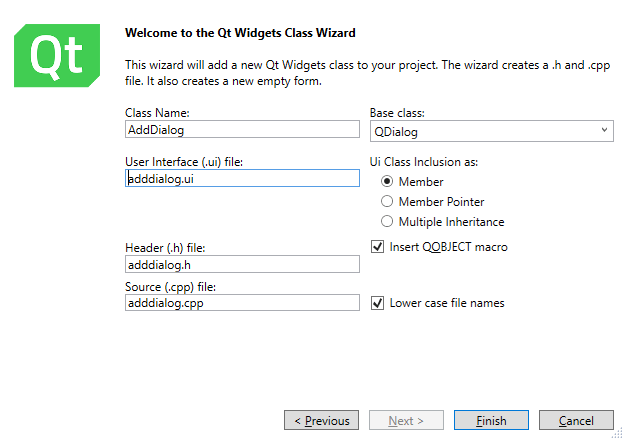 Qt
Welcome to the Qt Widgets Class Wizard
This wizard will add a new Qt Widgets class to your project. The wizard creates a .h and .cpp
file. It also creates a new empty form.
Class Name:
AddDialog
Base class:
QDialog
User Interface (.ui) file:
adddialog.ui
Ui Class Inclusion as:
Member
Member Pointer
Multiple Inheritance
Header (.h) file:
adddialog.h
Insert QOBJECT macro
Source (.cpp) file:
adddialog.cpp
Lower case file names
< Previous
Next >
Finish
Cancel